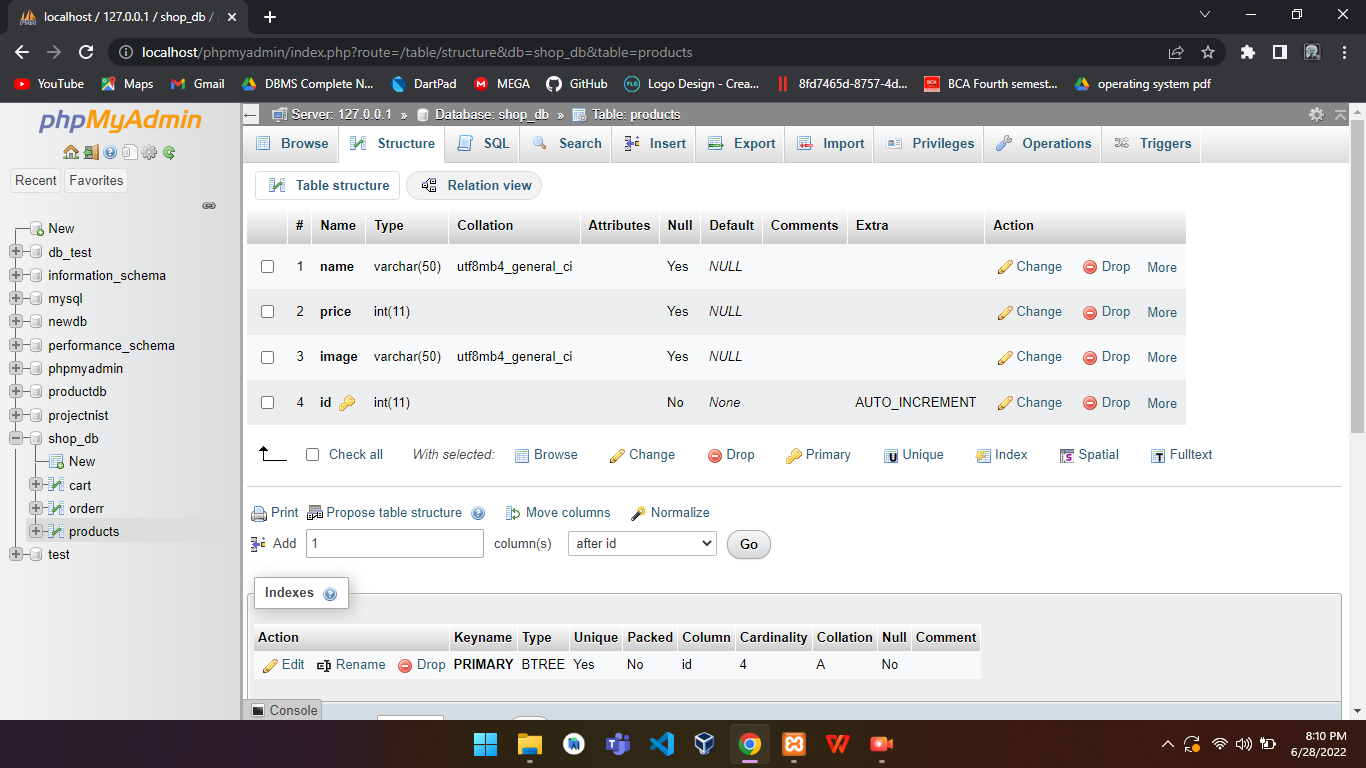 localhost / 127.0.0.1 / shop_db /
localhost/phpmyadmin/index.php?route=/table/structure&db=shop_db&table=products
YouTube Maps Gmail DBMS Complete N... DartPad MEGA GitHub Logo Design - Crea... 8fd7465d-8757-4d... BCA Fourth semest... operating system pdf
phpMyAdmin
Recent Favorites
New
db_test
information_schema
mysql
newdb
performance_schema
phpmyadmin
productdb
projectnist
shop_db
New
cart
orderr
products
test
Server: 127.0.0.1 » Database: shop_db » Table: products
Browse Structure SQL Search Insert Export Import Privileges Operations Triggers
Table structure Relation view
# Name Type Collation Attributes Null Default Comments Extra Action
1 name varchar(50) utf8mb4_general_ci Yes NULL Change Drop More
2 price int(11) Yes NULL Change Drop More
3 image varchar(50) utf8mb4_general_ci Yes NULL Change Drop More
4 id int(11) No None AUTO_INCREMENT Change Drop More
Check all With selected: Browse Change Drop Primary Unique Index Spatial Fulltext
Print Propose table structure Move columns Normalize
Add 1 column(s) after id Go
Indexes
Action Keyname Type Unique Packed Column Cardinality Collation Null Comment
Edit Rename Drop PRIMARY BTREE Yes No id 4 A No
Console
8:10 PM
6/28/2022